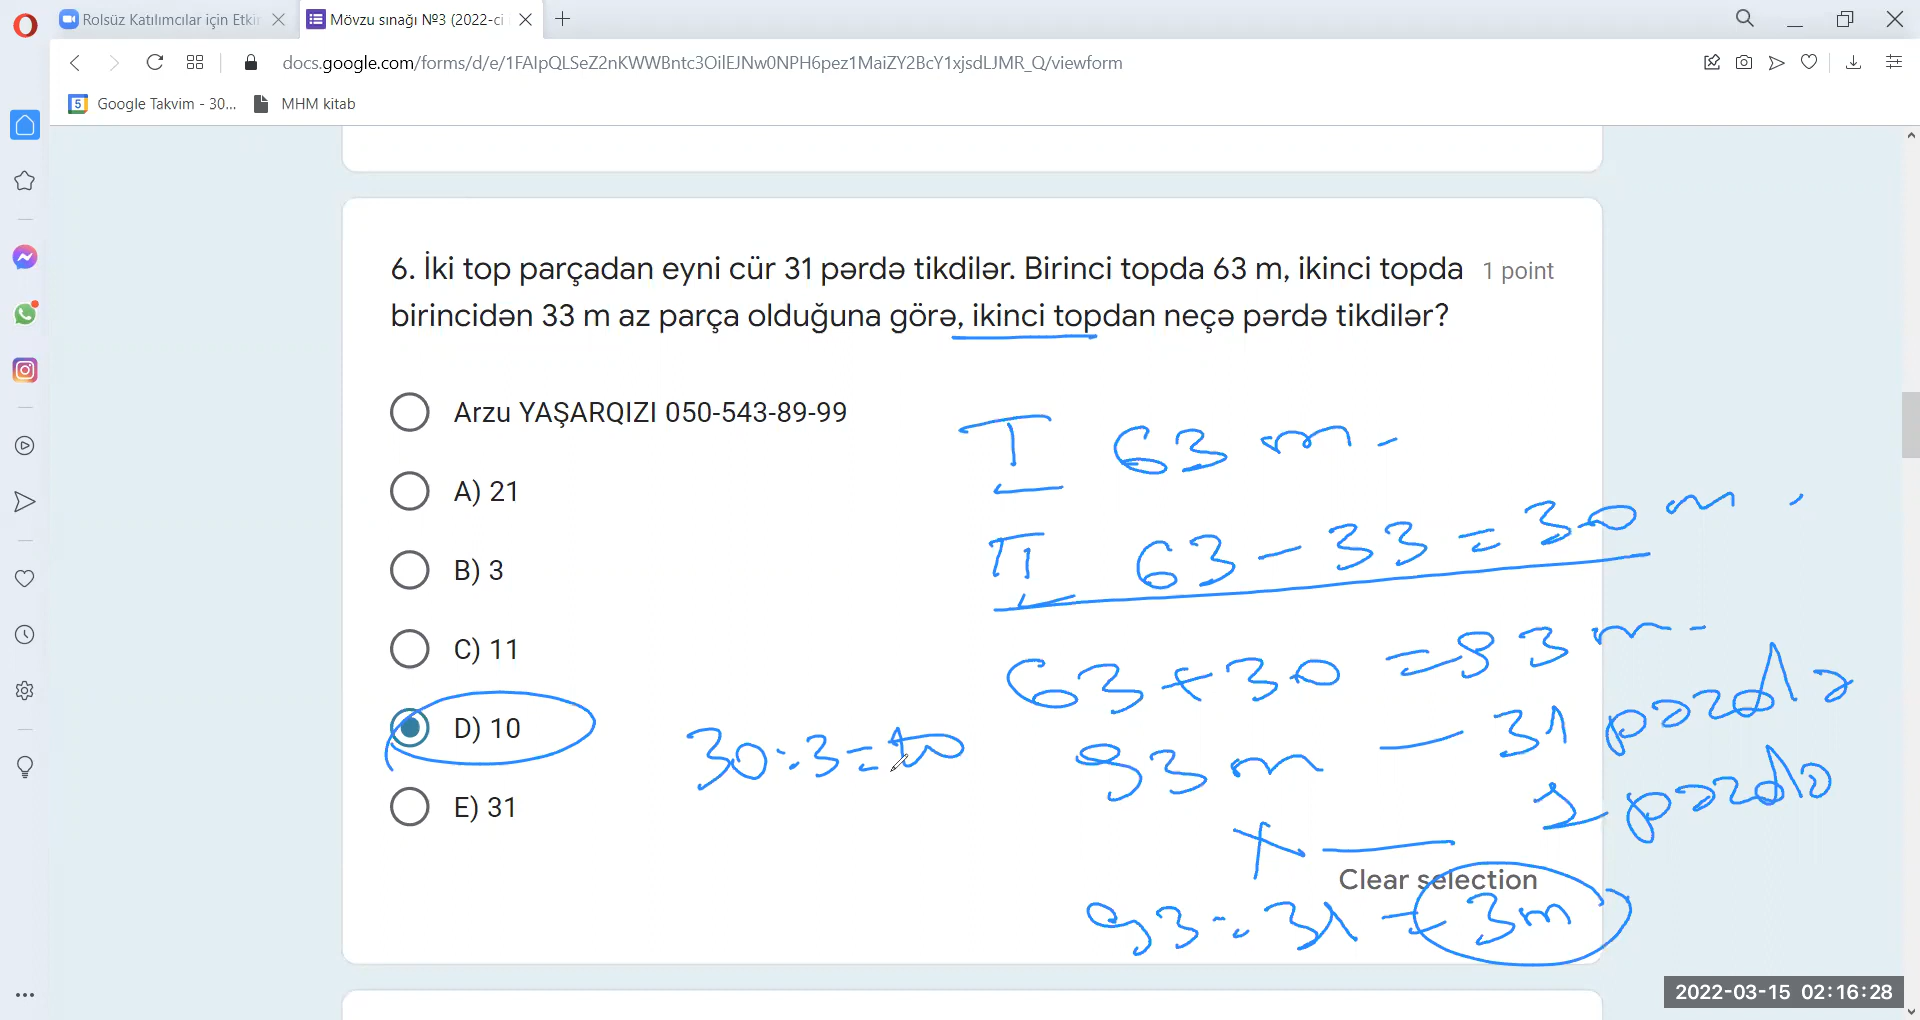 Rolsüz Katılımcılar için Etki
Mövzu sınağı №3 (2022-ci
docs.google.com/forms/d/e/1FAIpQLSeZ2nKWWBntc3OilEJNw0NPH6pez1MaiZY2BcY1xjsdLJMR_Q/viewform
5 Google Takvim - 30...
MHM kitab
6. İki top parçadan eyni cür 31 pərdə tikdilər. Birinci topda 63 m, ikinci topda
1 point
birincidən 33 m az parça olduğuna görə, ikinci topdan neçə pərdə tikdilər?
Arzu YAŞARQIZI 050-543-89-99
A) 21
B) 3
C) 11
D) 10
E) 31
I 63 m.
II 63 - 33 = 30 m.
63 + 30 = 93 m.
93 m — 31 pərdə
x — 1 pərdə
93 : 31 = 3m
30 : 3 = 10
Clear selection
2022-03-15 02:16:28